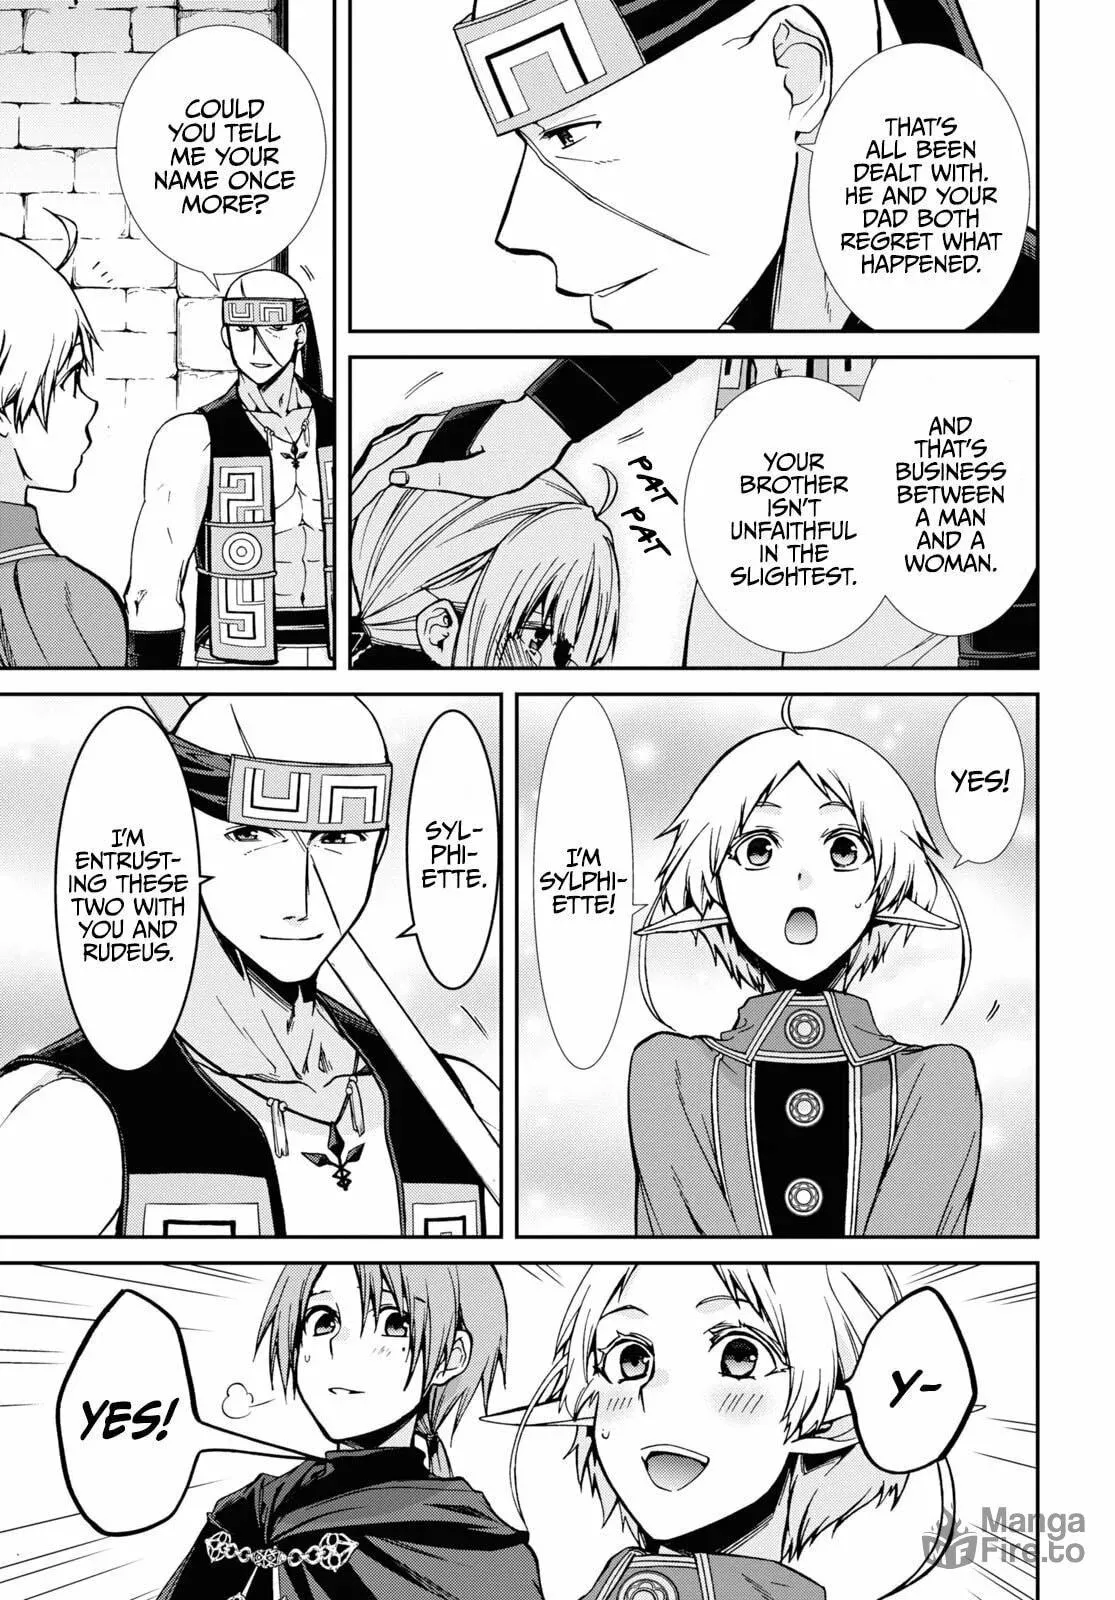 THAT'S
ALL BEEN
DEALT WITH.
HE AND YOUR
DAD BOTH
REGRET WHAT
HAPPENED.
COULD
YOU TELL
ME YOUR
NAME ONCE
MORE?
AND
THAT'S
BUSINESS
BETWEEN
A MAN
AND A
WOMAN.
YOUR
BROTHER
ISN'T
UNFAITHFUL
IN THE
SLIGHTEST.
PAT
PAT
YES!
I'M
SYLPHI-
ETTE!
SYL-
PHI-
ETTE.
I'M
ENTRUST-
ING THESE
TWO WITH
YOU AND
RUDEUS.
Y-
YES!
Manga
Fire.to